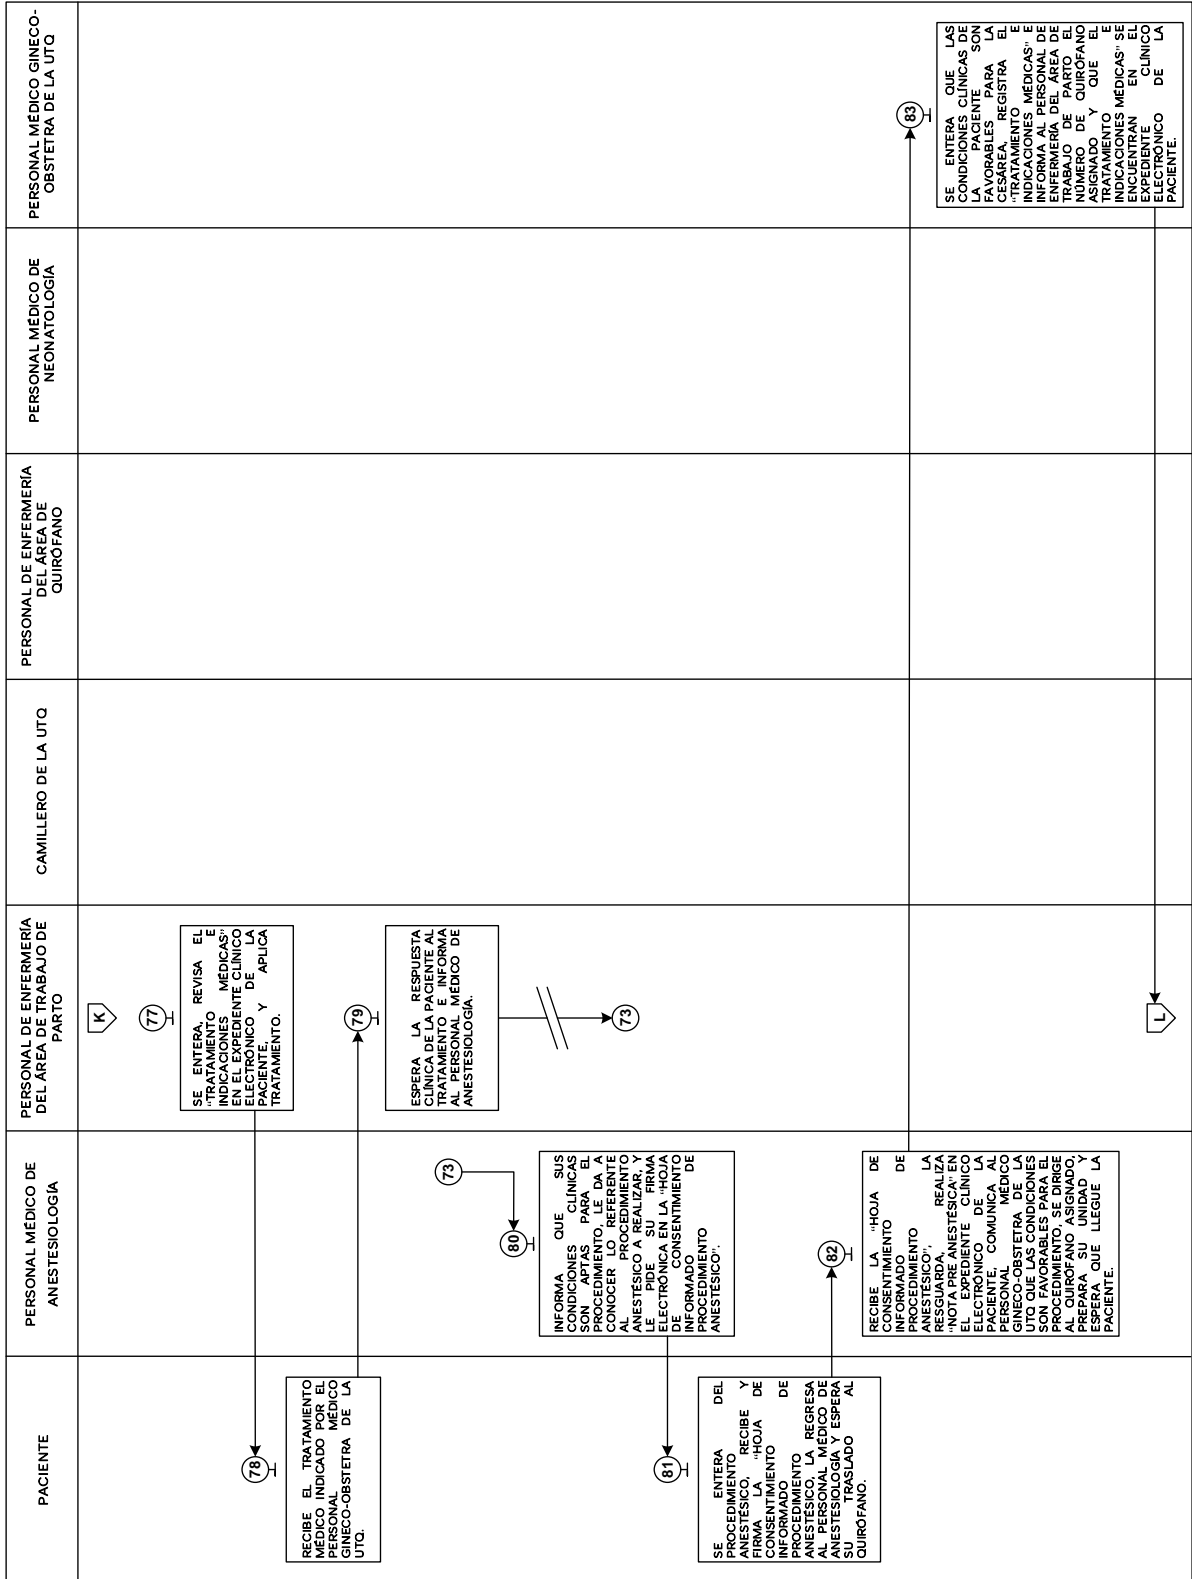 PACIENTE
PERSONAL MÉDICO DE
ANESTESIOLOGÍA
PERSONAL DE ENFERMERÍA
DEL ÁREA DE TRABAJO DE
PARTO
CAMILLERO DE LA UTQ
PERSONAL DE ENFERMERÍA
DEL ÁREA DE
QUIRÓFANO
PERSONAL MÉDICO DE
NEONATOLOGÍA
PERSONAL MÉDICO GINECO-
OBSTETRA DE LA UTQ
K
77
SE ENTERA, REVISA EL
“TRATAMIENTO E
INDICACIONES MÉDICAS”
EN EL EXPEDIENTE CLÍNICO
ELECTRÓNICO DE LA
PACIENTE, Y APLICA
TRATAMIENTO.
78
RECIBE EL TRATAMIENTO
MÉDICO INDICADO POR EL
PERSONAL MÉDICO
GINECO-OBSTETRA DE LA
UTQ.
79
ESPERA LA RESPUESTA
CLÍNICA DE LA PACIENTE AL
TRATAMIENTO E INFORMA
AL PERSONAL MÉDICO DE
ANESTESIOLOGÍA.
73
73
80
INFORMA QUE SUS
CONDICIONES CLÍNICAS
SON APTAS PARA EL
PROCEDIMIENTO, LE DA A
CONOCER LO REFERENTE
AL PROCEDIMIENTO
ANESTÉSICO A REALIZAR, Y
LE PIDE SU FIRMA
ELECTRÓNICA EN LA “HOJA
DE CONSENTIMIENTO
INFORMADO DE
PROCEDIMIENTO
ANESTÉSICO”.
81
SE ENTERA DEL
PROCEDIMIENTO
ANESTÉSICO, RECIBE Y
FIRMA LA “HOJA DE
CONSENTIMIENTO
INFORMADO DE
PROCEDIMIENTO
ANESTÉSICO, LA REGRESA
AL PERSONAL MÉDICO DE
ANESTESIOLOGÍA Y ESPERA
SU TRASLADO AL
QUIRÓFANO.
82
RECIBE LA “HOJA DE
CONSENTIMIENTO
INFORMADO DE
PROCEDIMIENTO
ANESTÉSICO”, LA
RESGUARDA, REALIZA
“NOTA PRE ANESTÉSICA” EN
EL EXPEDIENTE CLÍNICO
ELECTRÓNICO DE LA
PACIENTE, COMUNICA AL
PERSONAL MÉDICO
GINECO-OBSTETRA DE LA
UTQ QUE LAS CONDICIONES
SON FAVORABLES PARA EL
PROCEDIMIENTO, SE DIRIGE
AL QUIRÓFANO ASIGNADO,
PREPARA SU UNIDAD Y
ESPERA QUE LLEGUE LA
PACIENTE.
83
SE ENTERA QUE LAS
CONDICIONES CLÍNICAS DE
LA PACIENTE SON
FAVORABLES PARA LA
CESÁREA, REGISTRA EL
“TRATAMIENTO E
INDICACIONES MÉDICAS” E
INFORMA AL PERSONAL DE
ENFERMERÍA DEL ÁREA DE
TRABAJO DE PARTO EL
NÚMERO DE QUIRÓFANO
ASIGNADO Y QUE EL
TRATAMIENTO E
INDICACIONES MÉDICAS” SE
ENCUENTRAN EN EL
EXPEDIENTE CLÍNICO
ELECTRÓNICO DE LA
PACIENTE.
L